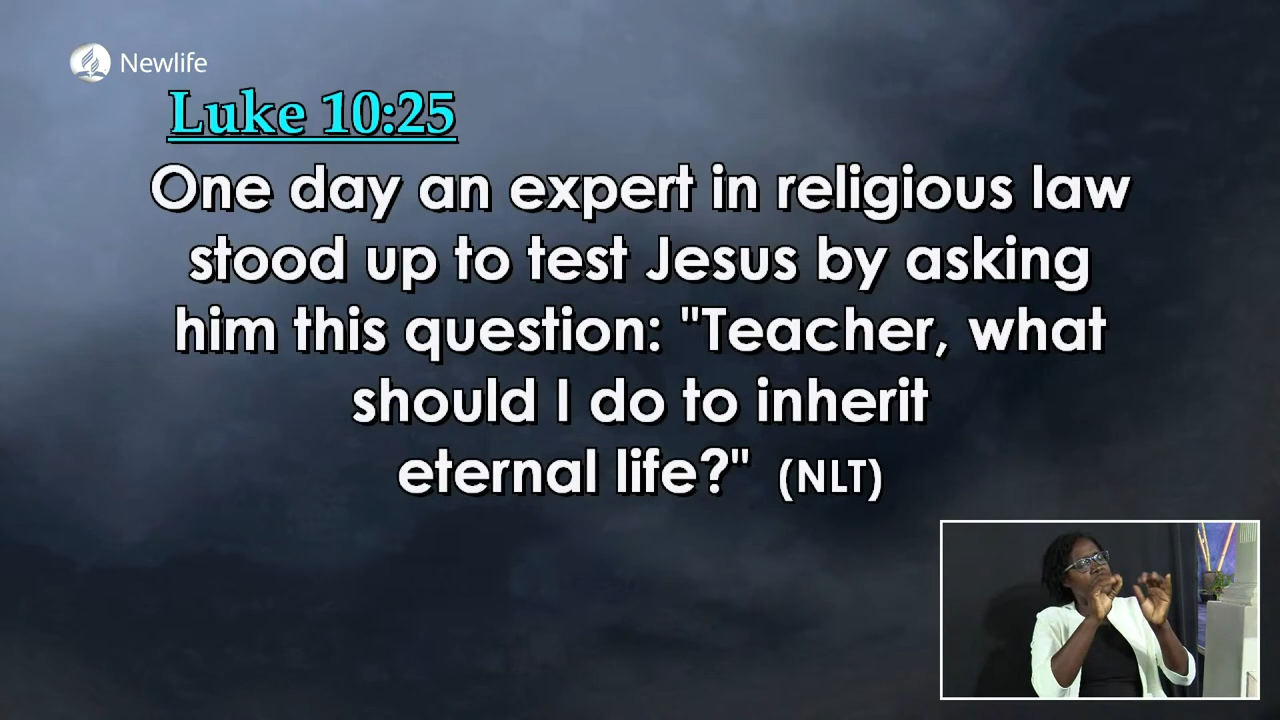 Newlife
Luke 10:25
One day an expert in religious law
stood up to test Jesus by asking
him this question: "Teacher, what
should I do to inherit
eternal life?" (NLT)